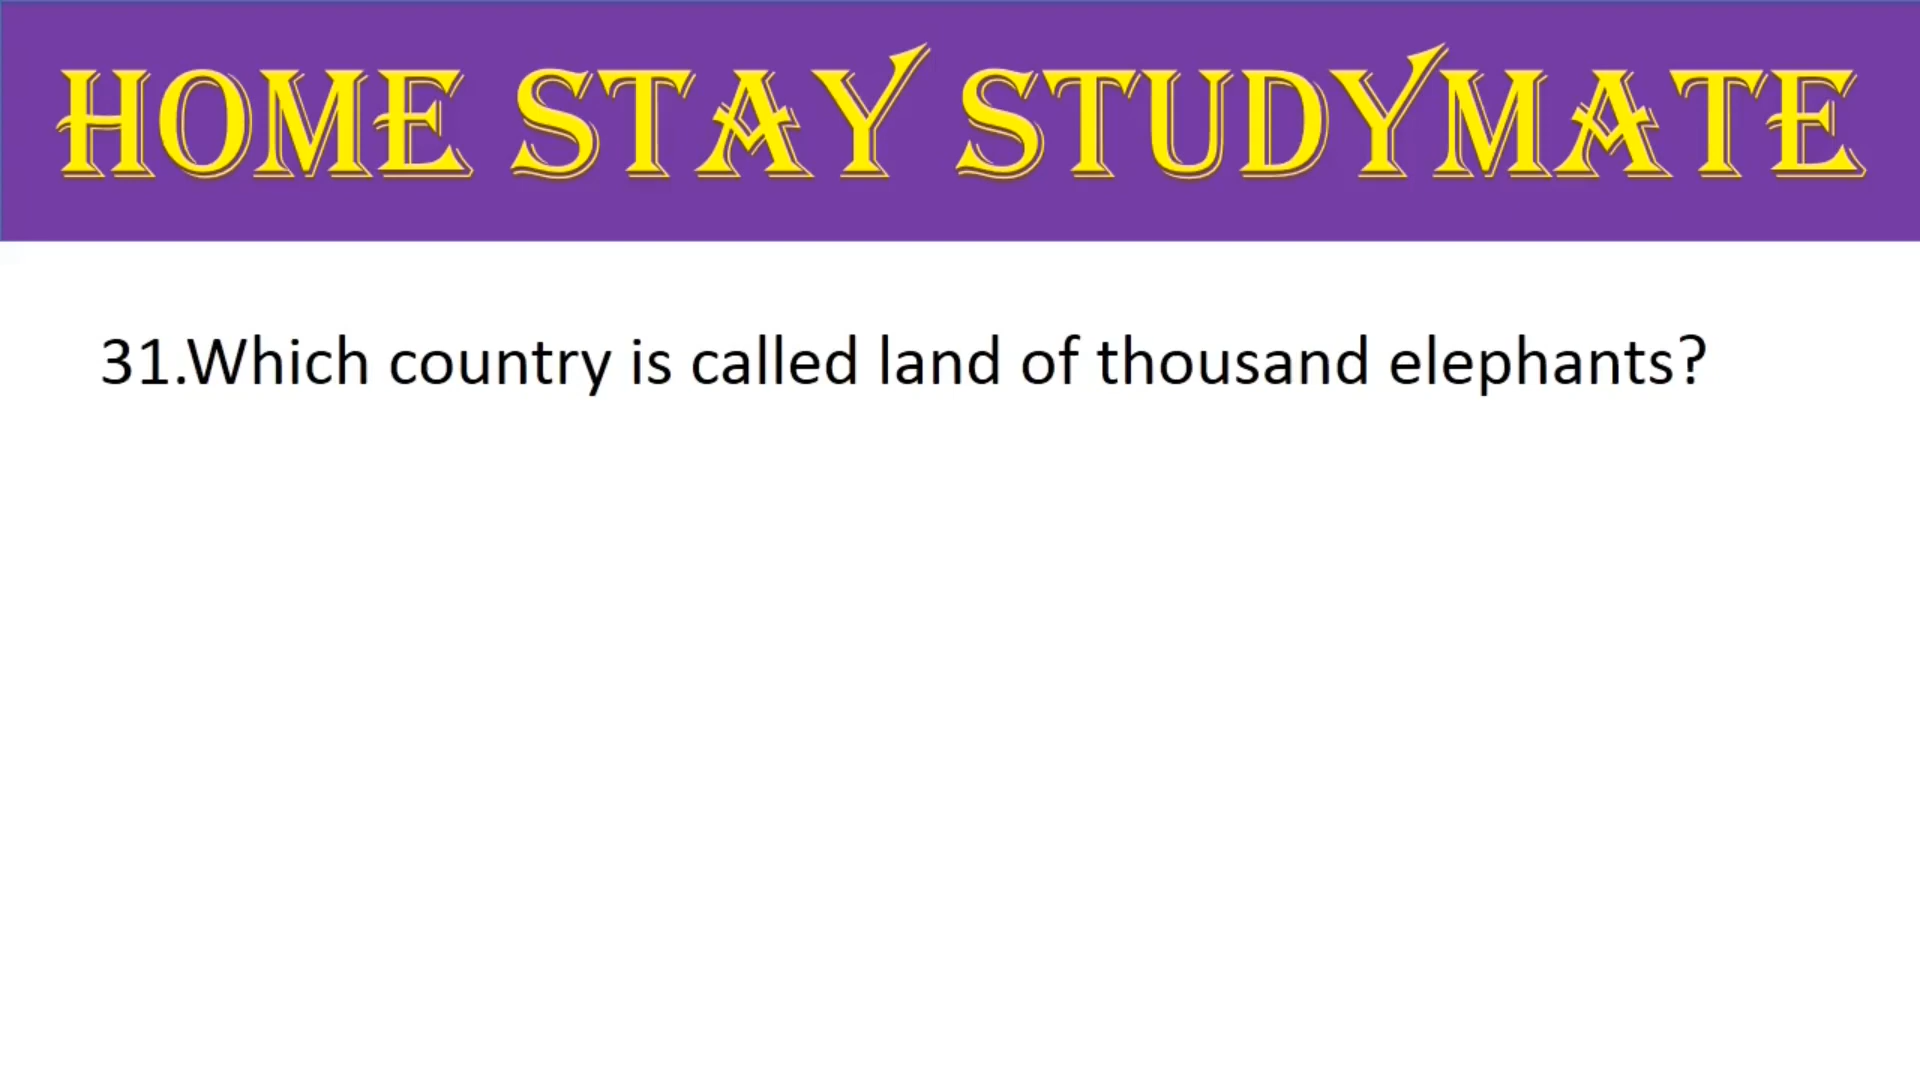 HOME STAY STUDYMATE
31.Which country is called land of thousand elephants?